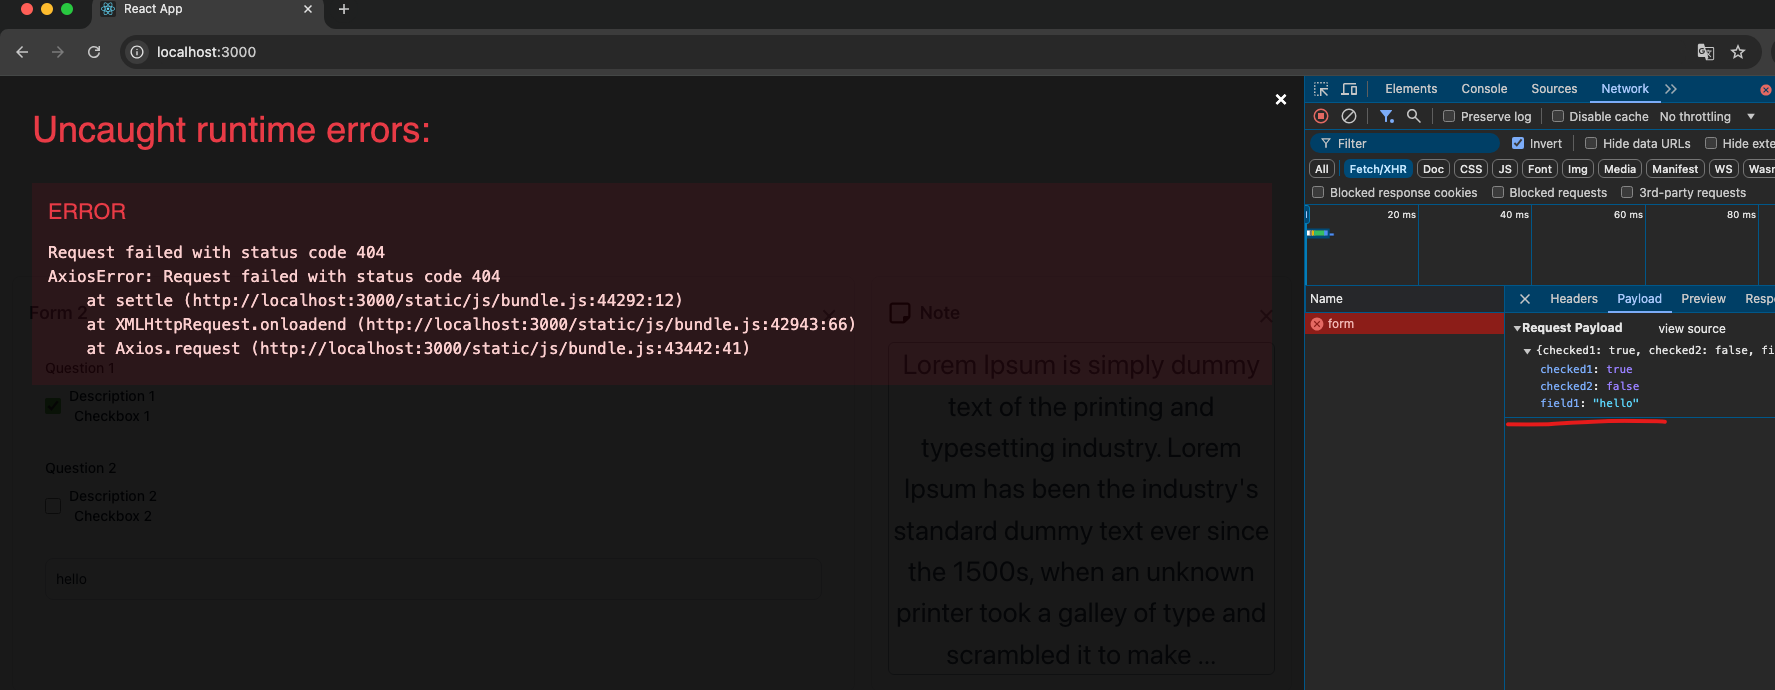 React App
localhost:3000
Uncaught runtime errors:
ERROR
Request failed with status code 404
AxiosError: Request failed with status code 404
at settle (http://localhost:3000/static/js/bundle.js:44292:12)
at XMLHttpRequest.onloadend (http://localhost:3000/static/js/bundle.js:42943:66)
at Axios.request (http://localhost:3000/static/js/bundle.js:43442:41)
Form 2
Question 1
Description 1
Checkbox 1
Question 2
Description 2
Checkbox 2
hello
Note
Lorem Ipsum is simply dummy
text of the printing and
typesetting industry. Lorem
Ipsum has been the industry's
standard dummy text ever since
the 1500s, when an unknown
printer took a galley of type and
scrambled it to make ...
Elements Console Sources Network
Preserve log Disable cache No throttling
Filter Invert Hide data URLs Hide exte
All Fetch/XHR Doc CSS JS Font Img Media Manifest WS Wasm
Blocked response cookies Blocked requests 3rd-party requests
20 ms 40 ms 60 ms 80 ms
Name
form
Headers Payload Preview Resp
Request Payload view source
{checked1: true, checked2: false, fi
checked1: true
checked2: false
field1: "hello"